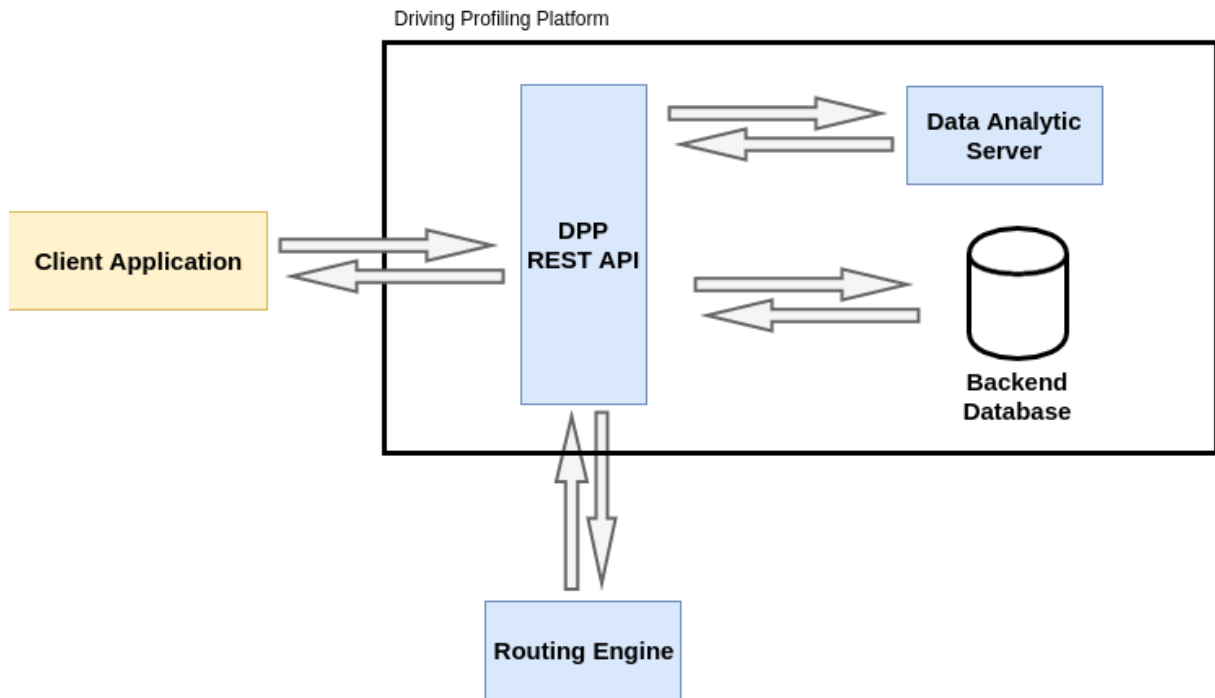 Driving Profiling Platform
Data Analytic
Server
DPP
REST API
Client Application
Backend
Database
Routing Engine